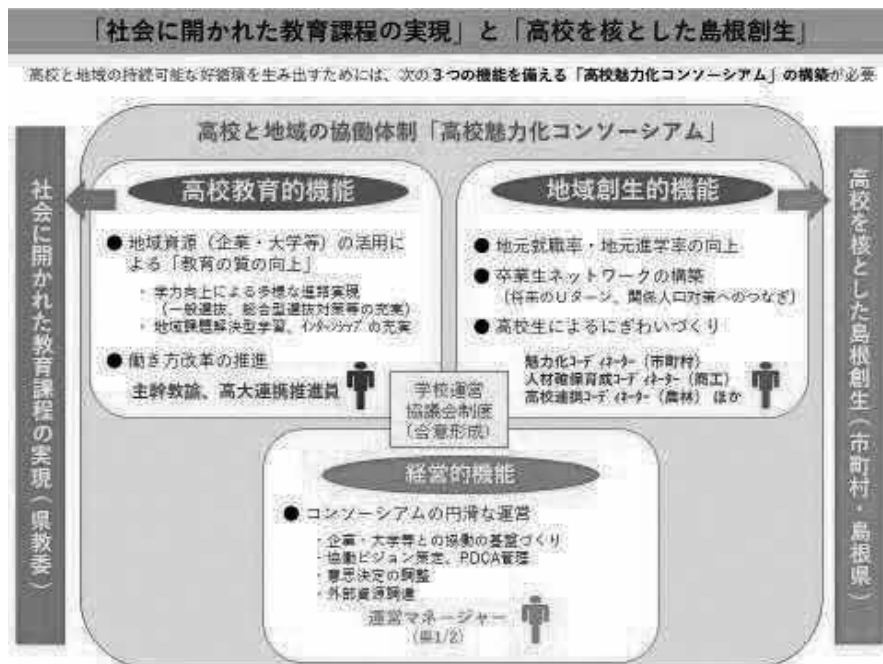 「社会に開かれた教育課程の実現」と「高校を核とした島根創生」
高校と地域の持続可能な好循環を生み出すためには、次の3つの機能を備える「高校魅力化コンソーシアム」の構築が必要
高校と地域の協働体制「高校魅力化コンソーシアム」
社会に開かれた教育課程の実現（県教委）
高校教育的機能
● 地域資源（企業・大学等）の活用に
よる「教育の質の向上」
・ 学力向上による多様な進路実現
（一般選抜、総合型選抜対策等の充実）
・ 地域課題解決型学習、インターンシップの充実
● 働き方改革の推進
主幹教諭、高大連携推進員
地域創生的機能
● 地元就職率・地元進学率の向上
● 卒業生ネットワークの構築
（将来のUターン、関係人口対策へのつなぎ）
● 高校生によるにぎわいづくり
魅力化コーディネーター（市町村）
人材確保育成コーディネーター（商工）
高校連携コーディネーター（農林）ほか
高校を核とした島根創生（市町村・島根県）
学校運営
協議会制度
（合意形成）
経営的機能
● コンソーシアムの円滑な運営
・企業・大学等との協働の基盤づくり
・協働ビジョン策定、PDCA管理
・意思決定の調整
・外部資源調達
運営マネージャー
（県1/2）